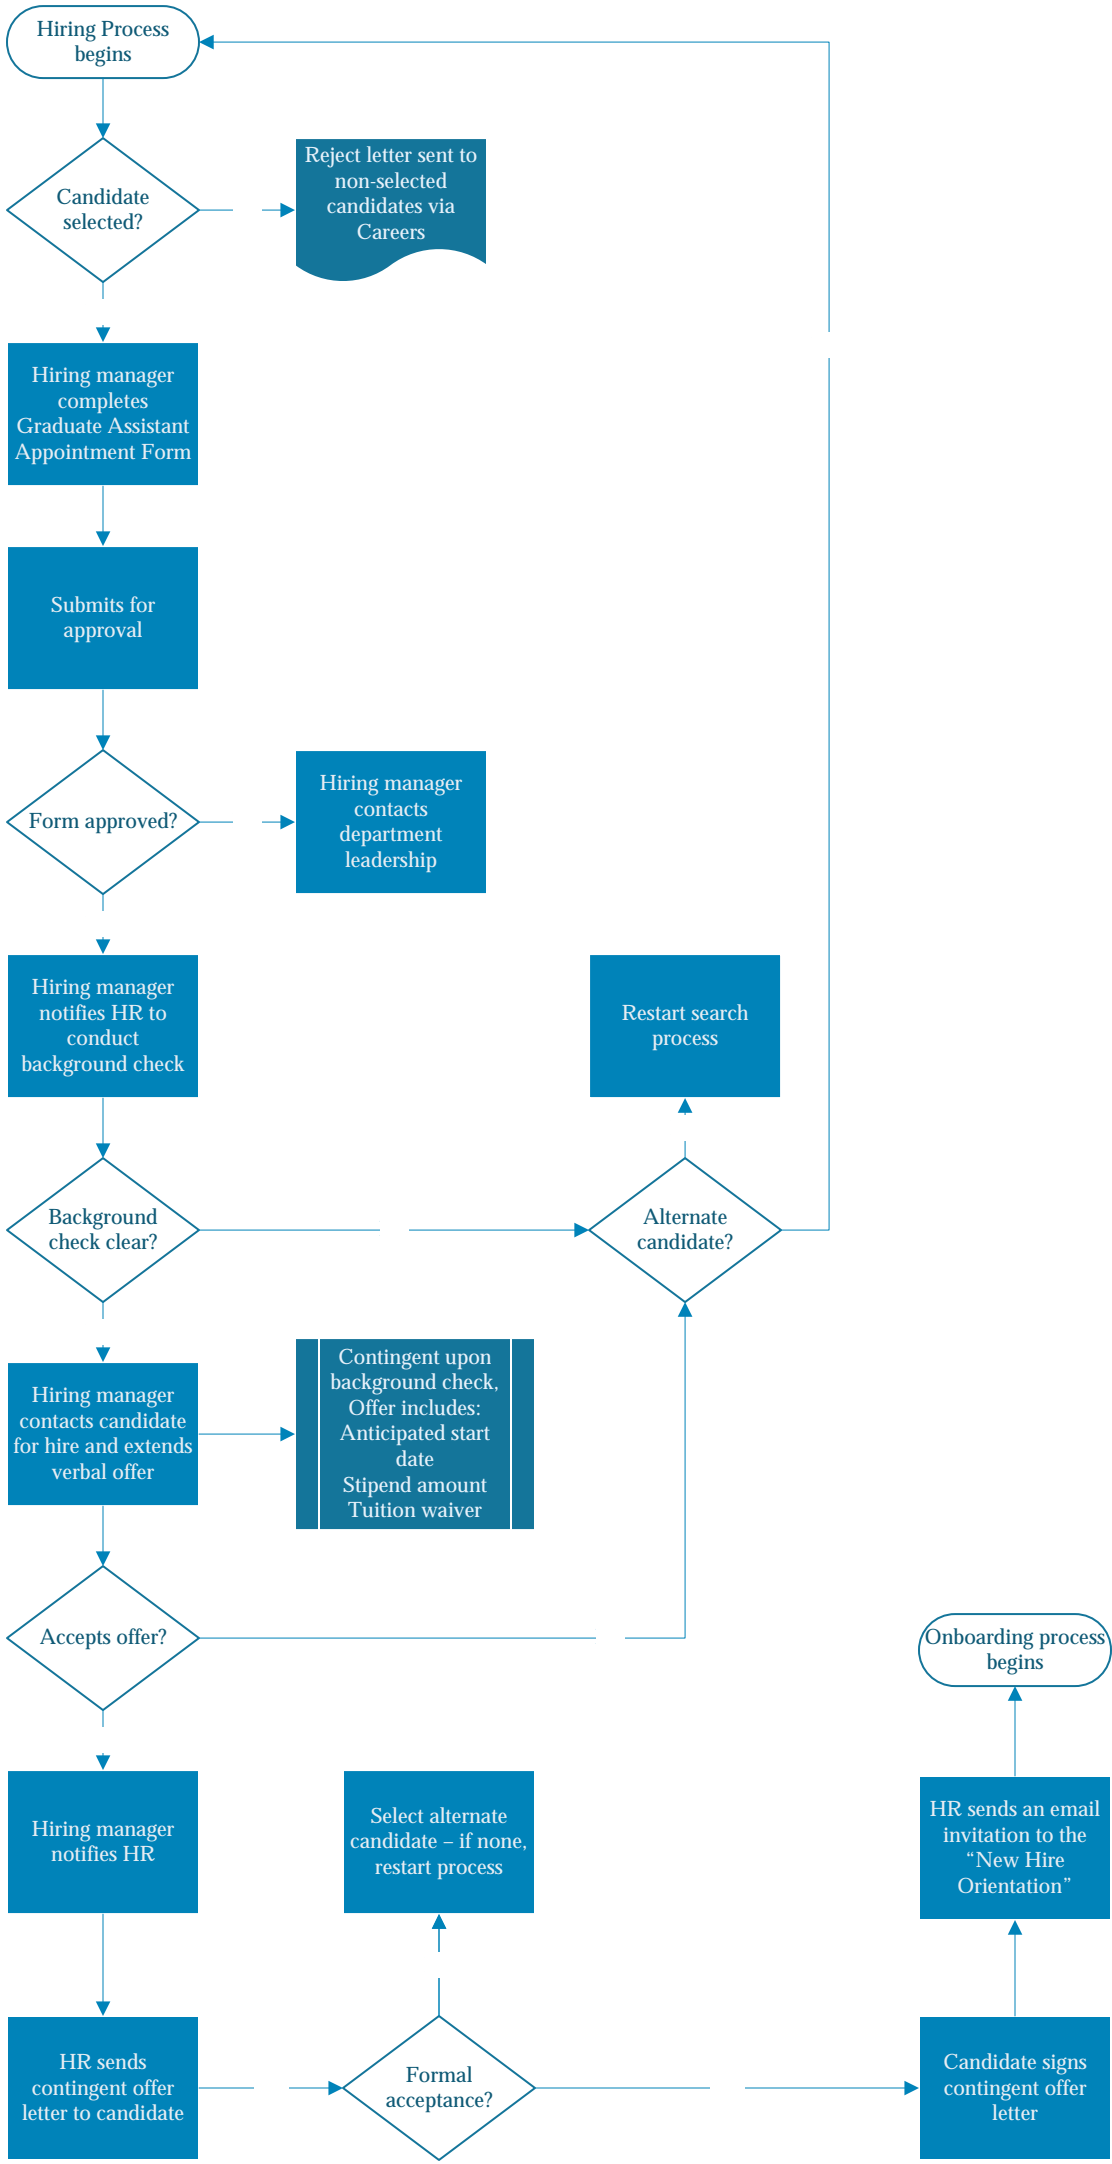 Hiring Process
begins
Candidate
selected?
Reject letter sent to
non-selected
candidates via
Careers
Hiring manager
completes
Graduate Assistant
Appointment Form
Submits for
approval
Form approved?
Hiring manager
contacts
department
leadership
Hiring manager
notifies HR to
conduct
background check
Restart search
process
Background
check clear?
Alternate
candidate?
Hiring manager
contacts candidate
for hire and extends
verbal offer
Contingent upon
background check,
Offer includes:
Anticipated start
date
Stipend amount
Tuition waiver
Accepts offer?
Onboarding process
begins
Hiring manager
notifies HR
Select alternate
candidate – if none,
restart process
HR sends an email
invitation to the
“New Hire
Orientation”
HR sends
contingent offer
letter to candidate
Formal
acceptance?
Candidate signs
contingent offer
letter